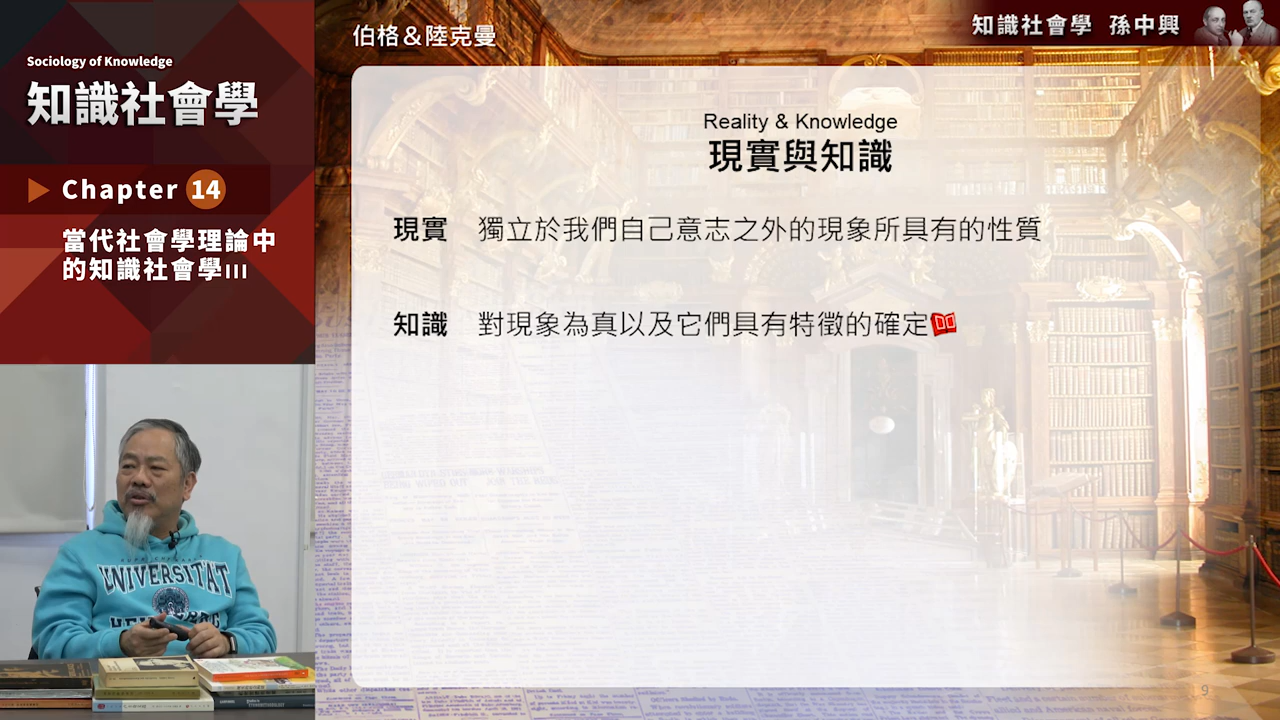 Sociology of Knowledge
知識社會學
Chapter 14
當代社會學理論中
的知識社會學III
伯格&陸克曼
知識社會學 孫中興
Reality & Knowledge
現實與知識
現實 獨立於我們自己意志之外的現象所具有的性質
知識 對現象為真以及它們具有特徵的確定
UNIVERSITÄT
9